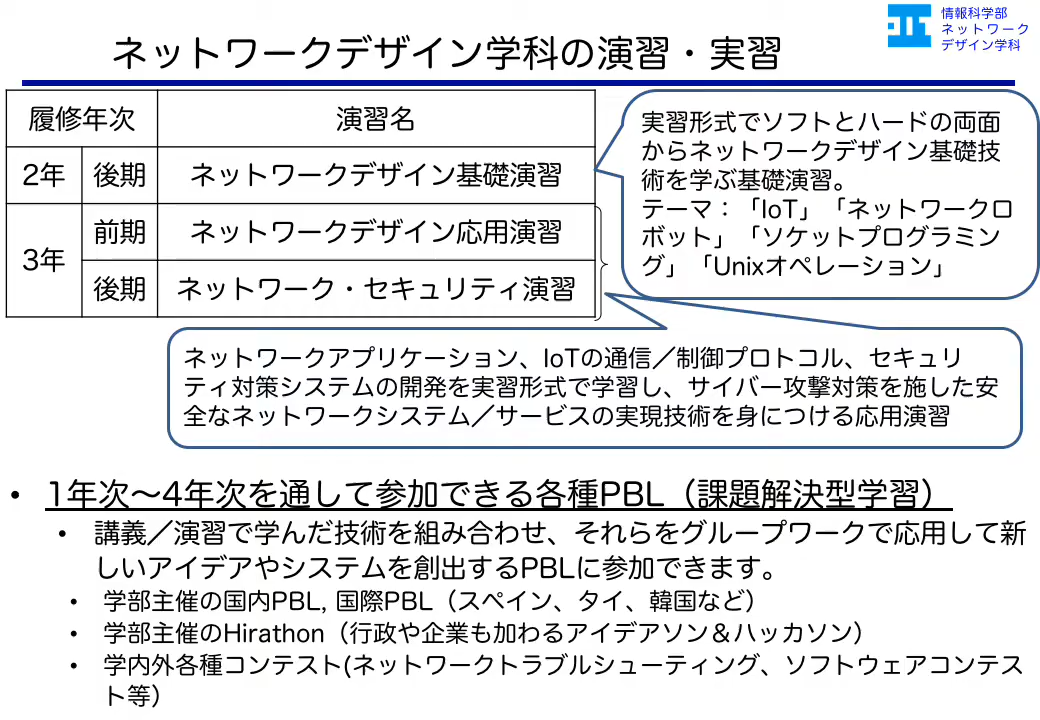 情報科学部
ネットワーク
デザイン学科
ネットワークデザイン学科の演習・実習
履修年次 演習名
2年 後期 ネットワークデザイン基礎演習
3年 前期 ネットワークデザイン応用演習
後期 ネットワーク・セキュリティ演習
実習形式でソフトとハードの両面
からネットワークデザイン基礎技
術を学ぶ基礎演習。
テーマ：「IoT」「ネットワークロ
ボット」「ソケットプログラミン
グ」「Unixオペレーション」
ネットワークアプリケーション、IoTの通信／制御プロトコル、セキュリ
ティ対策システムの開発を実習形式で学習し、サイバー攻撃対策を施した安
全なネットワークシステム／サービスの実現技術を身につける応用演習
• 1年次～4年次を通して参加できる各種PBL（課題解決型学習）
• 講義／演習で学んだ技術を組み合わせ、それらをグループワークで応用して新
しいアイデアやシステムを創出するPBLに参加できます。
• 学部主催の国内PBL, 国際PBL（スペイン、タイ、韓国など）
• 学部主催のHirathon（行政や企業も加わるアイデアソン＆ハッカソン）
• 学内外各種コンテスト(ネットワークトラブルシューティング、ソフトウェアコンテス
ト等）